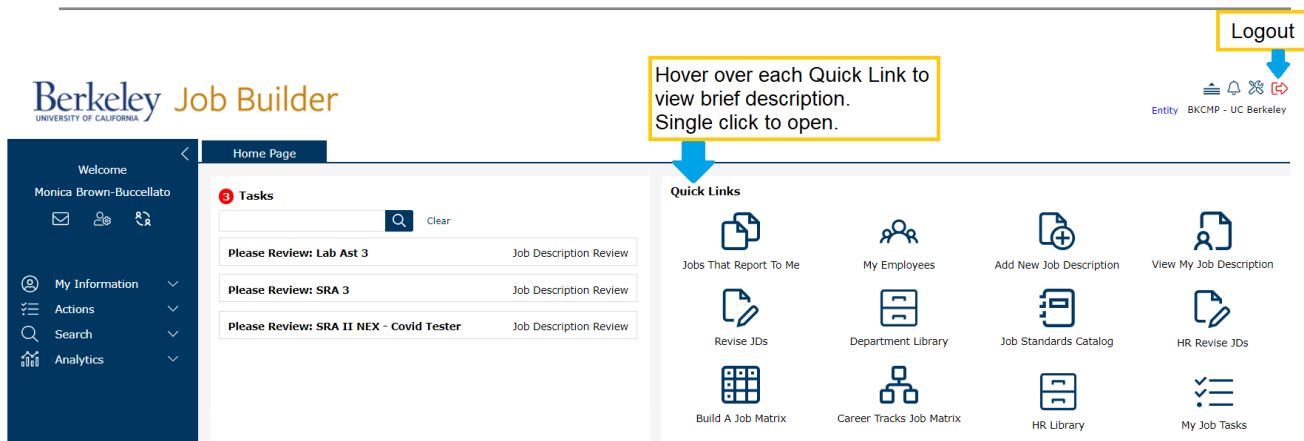 Logout
Hover over each Quick Link to
view brief description.
Single click to open.
Berkeley Job Builder
UNIVERSITY OF CALIFORNIA
Entity BKCMP - UC Berkeley
Welcome
Monica Brown-Buccellato
My Information
Actions
Search
Analytics
Home Page
3 Tasks
Clear
Please Review: Lab Ast 3 Job Description Review
Please Review: SRA 3 Job Description Review
Please Review: SRA II NEX - Covid Tester Job Description Review
Quick Links
Jobs That Report To Me My Employees Add New Job Description View My Job Description
Revise JDs Department Library Job Standards Catalog HR Revise JDs
Build A Job Matrix Career Tracks Job Matrix HR Library My Job Tasks